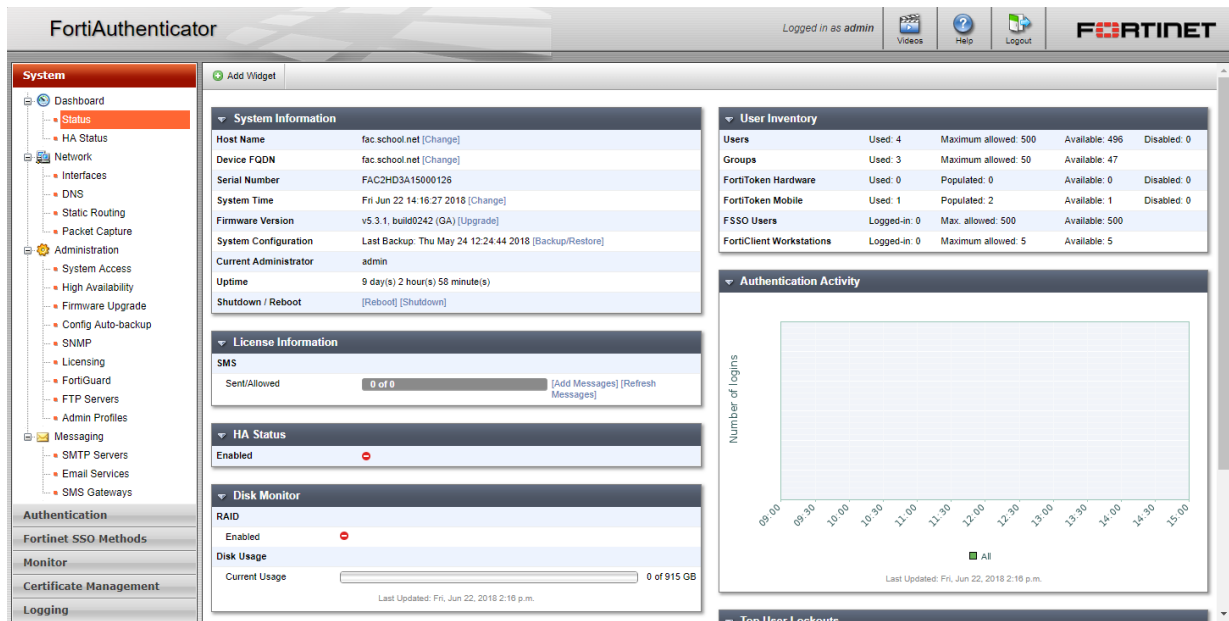 FortiAuthenticator
Logged in as admin
Videos
Help
Logout
FORTINET
System
Dashboard
Status
HA Status
Network
Interfaces
DNS
Static Routing
Packet Capture
Administration
System Access
High Availability
Firmware Upgrade
Config Auto-backup
SNMP
Licensing
FortiGuard
FTP Servers
Admin Profiles
Messaging
SMTP Servers
Email Services
SMS Gateways
Authentication
Fortinet SSO Methods
Monitor
Certificate Management
Logging
Add Widget
System Information
Host Name fac.school.net [Change]
Device FQDN fac.school.net [Change]
Serial Number FAC2HD3A15000126
System Time Fri Jun 22 14:16:27 2018 [Change]
Firmware Version v5.3.1, build0242 (GA) [Upgrade]
System Configuration Last Backup: Thu May 24 12:24:44 2018 [Backup/Restore]
Current Administrator admin
Uptime 9 day(s) 2 hour(s) 58 minute(s)
Shutdown / Reboot [Reboot] [Shutdown]
License Information
SMS
Sent/Allowed 0 of 0 [Add Messages] [Refresh
Messages]
HA Status
Enabled
Disk Monitor
RAID
Enabled
Disk Usage
Current Usage 0 of 915 GB
Last Updated: Fri, Jun 22, 2018 2:16 p.m.
User Inventory
Users Used: 4 Maximum allowed: 500 Available: 496 Disabled: 0
Groups Used: 3 Maximum allowed: 50 Available: 47
FortiToken Hardware Used: 0 Populated: 0 Available: 0 Disabled: 0
FortiToken Mobile Used: 1 Populated: 2 Available: 1 Disabled: 0
FSSO Users Logged-in: 0 Max. allowed: 500 Available: 500
FortiClient Workstations Logged-in: 0 Maximum allowed: 5 Available: 5
Authentication Activity
Number of logins
09:00 09:30 10:00 10:30 11:00 11:30 12:00 12:30 13:00 13:30 14:00 14:30 15:00
All
Last Updated: Fri, Jun 22, 2018 2:16 p.m.
Top User Lockouts